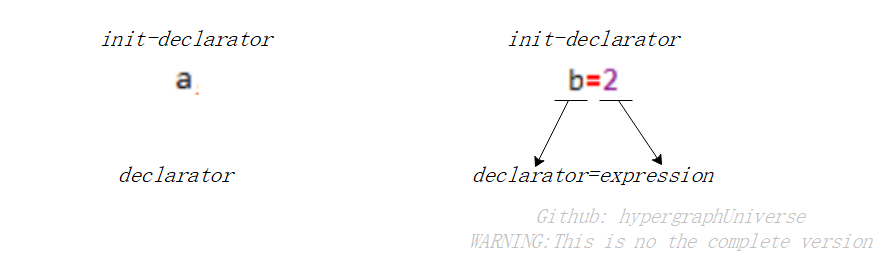 init-declarator init-declarator
a b=2
declarator declarator=expression
Github: hypergraphUniverse
WARNING:This is no the complete version